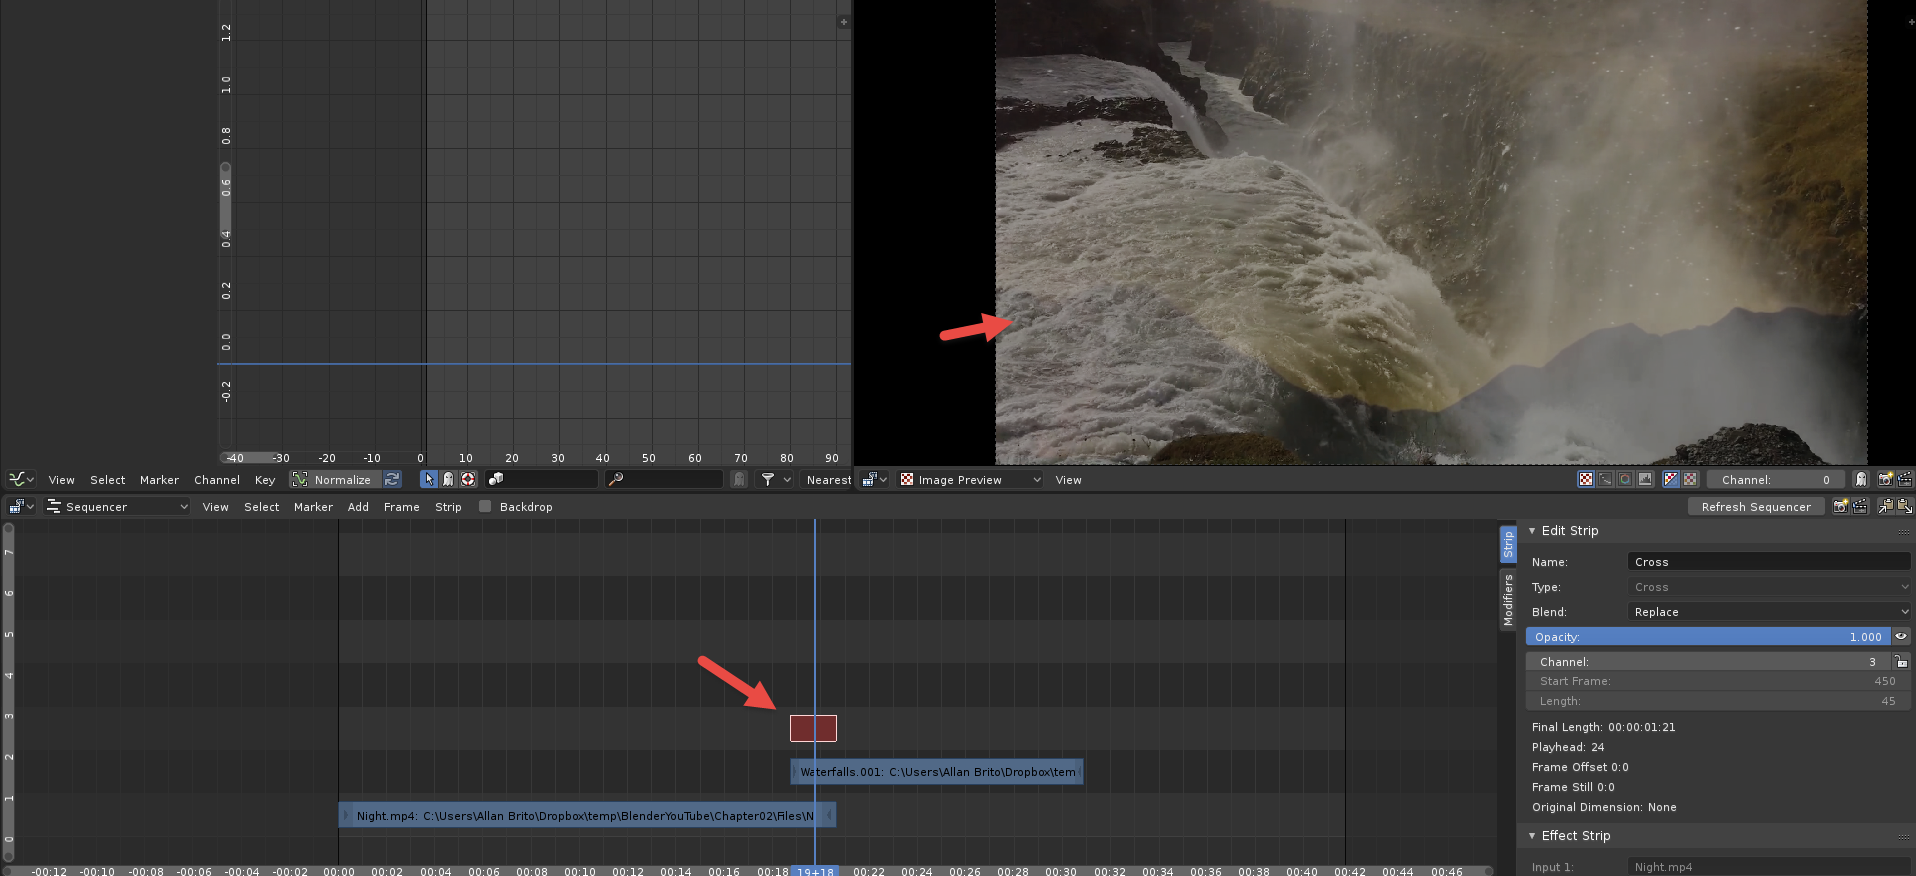 1.2
1.0
0.8
0.6
0.4
0.2
0.0
-0.2
-40 -30 -20 -10 0 10 20 30 40 50 60 70 80 90
View Select Marker Channel Key Normalize Nearest
Image Preview View Channel: 0
Sequencer View Select Marker Add Frame Strip Backdrop Refresh Sequencer
7
6
5
4
3
2
1
0
Waterfalls.001: C:\Users\Allan Brito\Dropbox\tem
Night.mp4: C:\Users\Allan Brito\Dropbox\temp\BlenderYouTube\Chapter02\Files\N
-00:12 -00:10 -00:08 -00:06 -00:04 -00:02 00:00 00:02 00:04 00:06 00:08 00:10 00:12 00:14 00:16 00:18 19+18 00:22 00:24 00:26 00:28 00:30 00:32 00:34 00:36 00:38 00:40 00:42 00:44 00:46
Strip
Modifiers
Edit Strip
Name: Cross
Type: Cross
Blend: Replace
Opacity: 1.000
Channel: 3
Start Frame: 450
Length: 45
Final Length: 00:00:01:21
Playhead: 24
Frame Offset 0:0
Frame Still 0:0
Original Dimension: None
Effect Strip
Input 1: Night.mp4